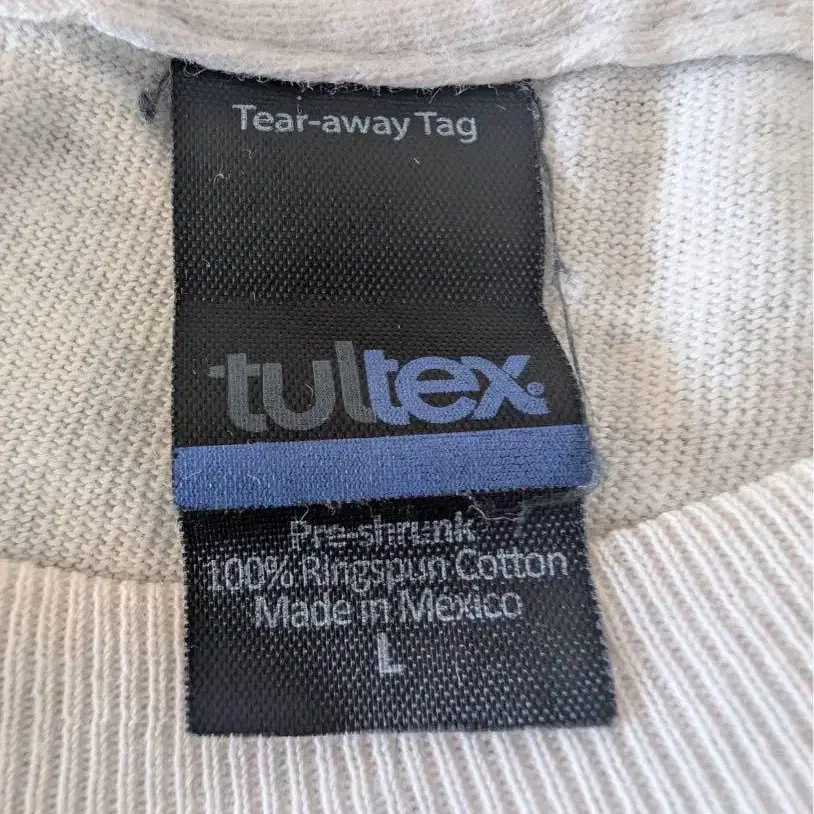 Tear-away Tag
tultex®
Pre-shrunk
100% Ringspun Cotton
Made in Mexico
L